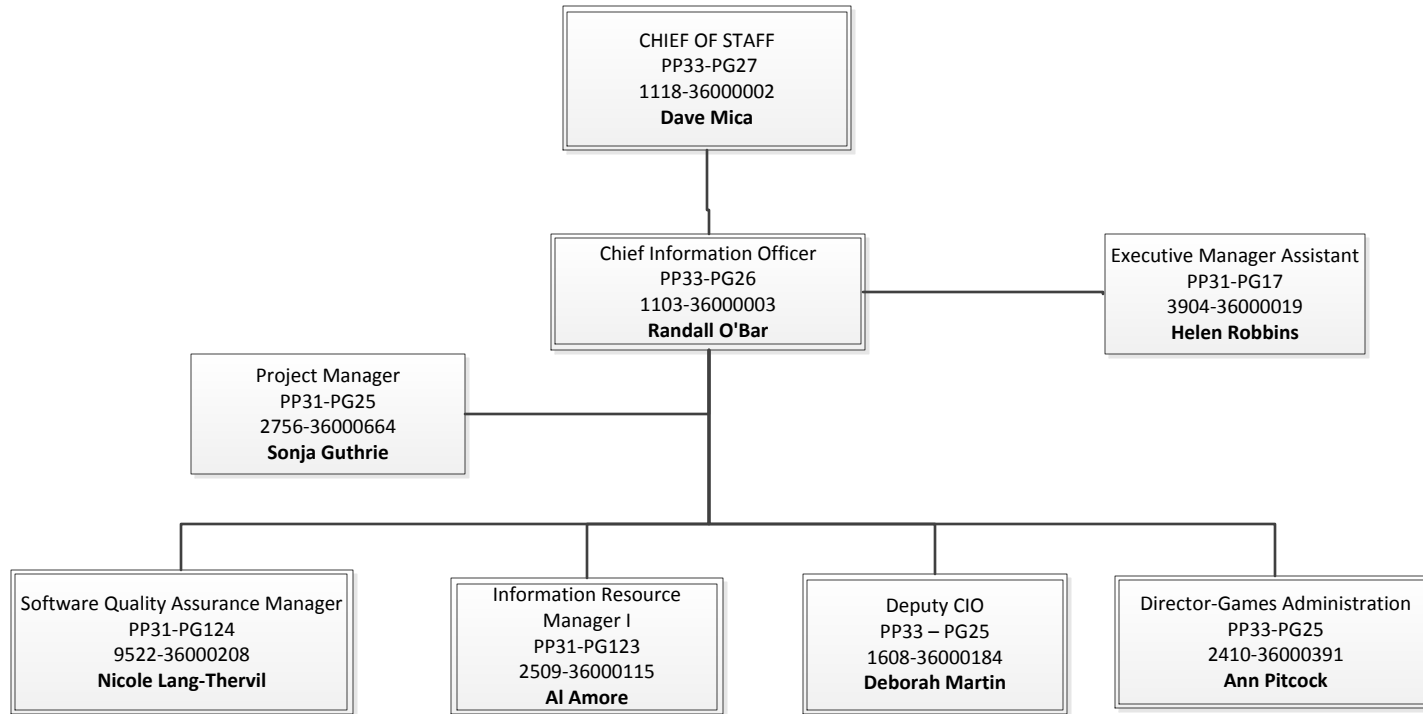 CHIEF OF STAFF
PP33-PG27
1118-36000002
Dave Mica
Chief Information Officer
PP33-PG26
1103-36000003
Randall O'Bar
Executive Manager Assistant
PP31-PG17
3904-36000019
Helen Robbins
Project Manager
PP31-PG25
2756-36000664
Sonja Guthrie
Software Quality Assurance Manager
PP31-PG124
9522-36000208
Nicole Lang-Thervil
Information Resource
Manager I
PP31-PG123
2509-36000115
Al Amore
Deputy CIO
PP33 – PG25
1608-36000184
Deborah Martin
Director-Games Administration
PP33-PG25
2410-36000391
Ann Pitcock